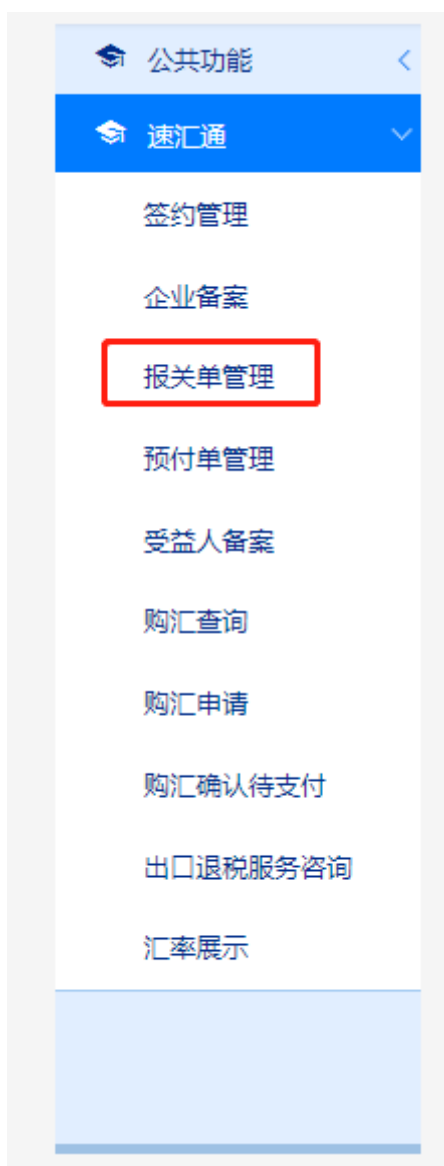 公共功能
速汇通
签约管理
企业备案
报关单管理
预付单管理
受益人备案
购汇查询
购汇申请
购汇确认待支付
出口退税服务咨询
汇率展示